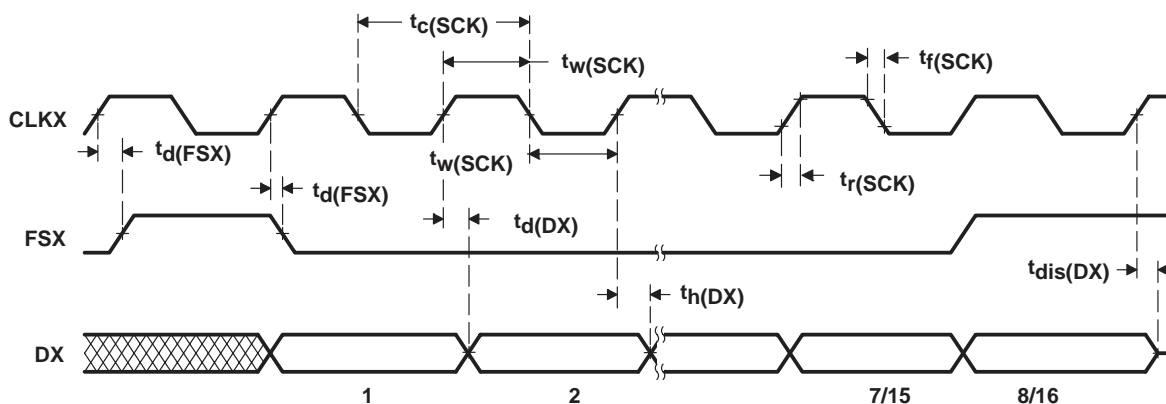 tc(SCK)
tw(SCK)
tf(SCK)
CLKX
td(FSX)
tw(SCK)
td(FSX)
tr(SCK)
td(DX)
FSX
tdis(DX)
th(DX)
DX
1 2 7/15 8/16